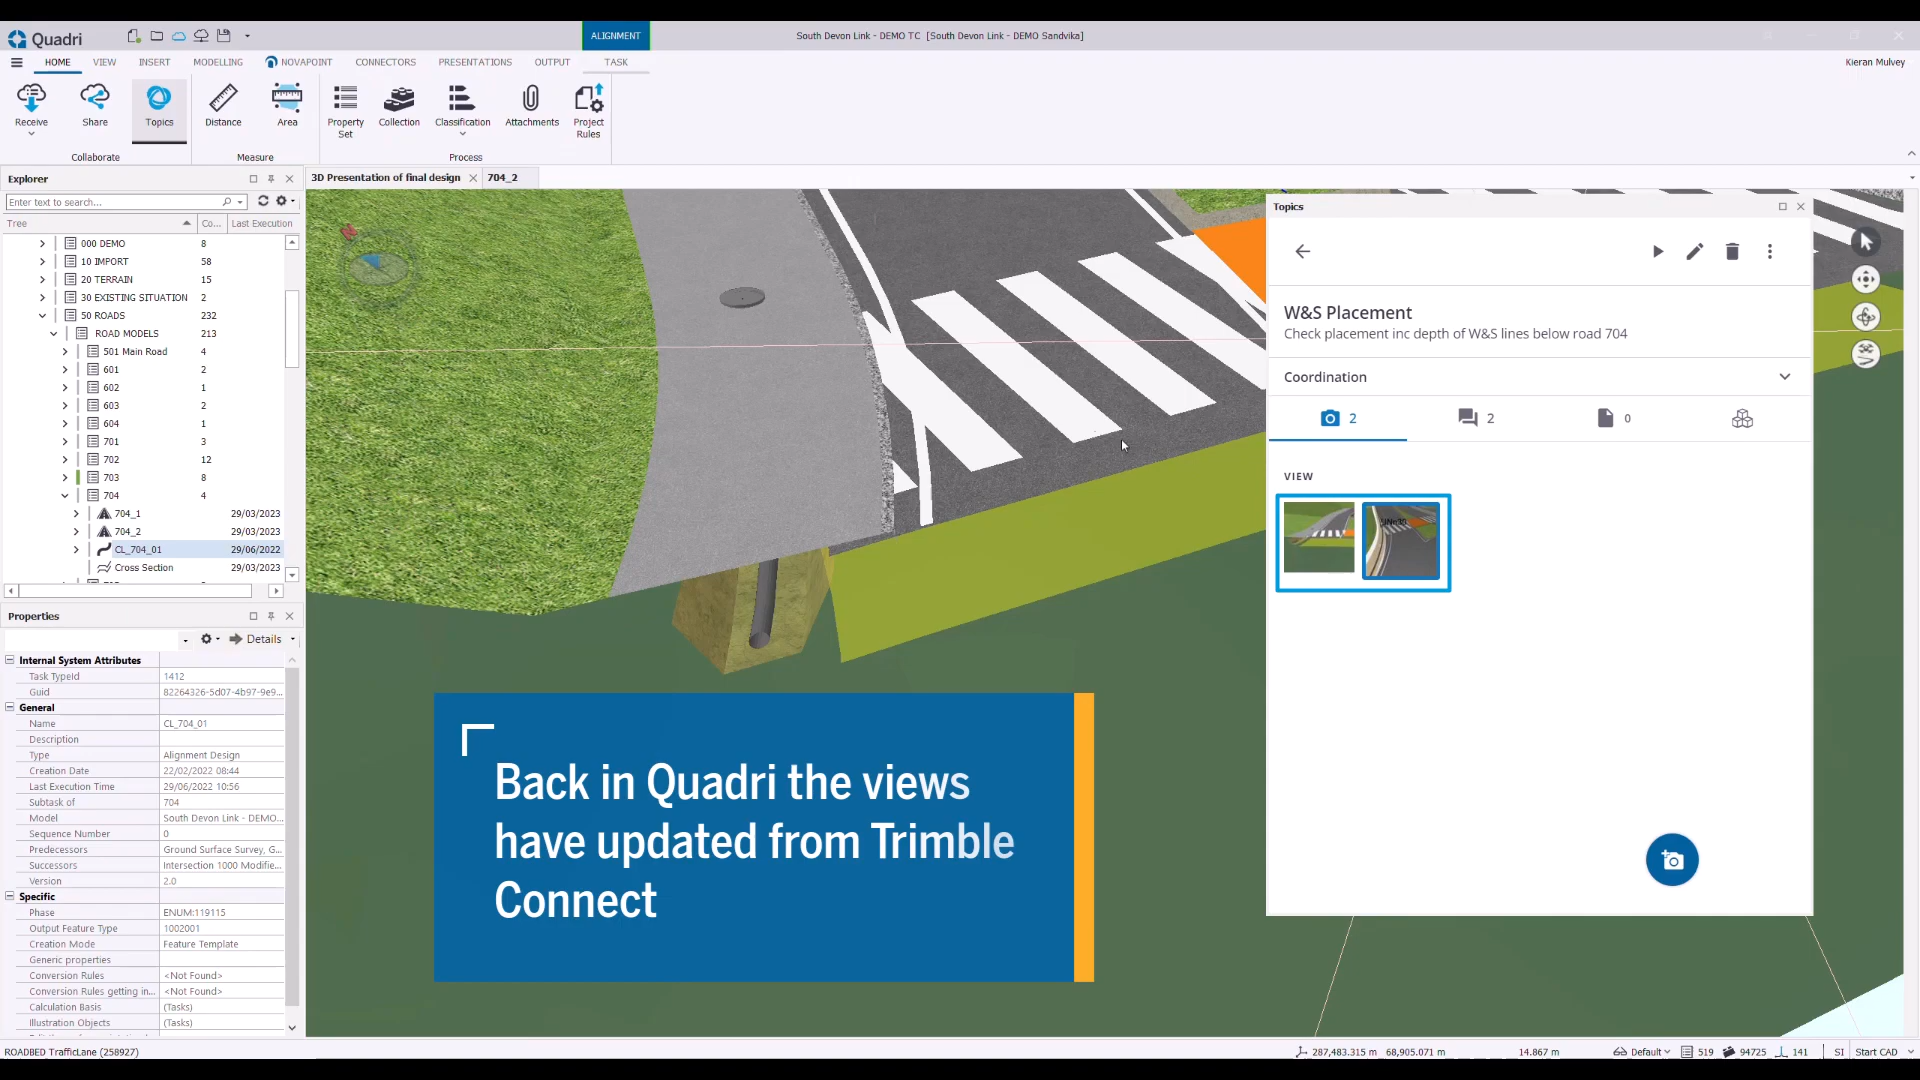 Quadri
ALIGNMENT
South Devon Link - DEMO TC [South Devon Link - DEMO Sandvika]
HOME VIEW INSERT MODELLING NOVAPOINT CONNECTORS PRESENTATIONS OUTPUT TASK
Kieran Mulvey
Receive Share Topics Distance Area Property Set Collection Classification Attachments Project Rules
Collaborate Measure Process
Explorer
3D Presentation of final design 704_2
Enter text to search...
Tree Co... Last Execution
000 DEMO 8
10 IMPORT 58
20 TERRAIN 15
30 EXISTING SITUATION 2
50 ROADS 232
ROAD MODELS 213
501 Main Road 4
601 2
602 1
603 2
604 1
701 3
702 12
703 8
704 4
704_1 29/03/2023
704_2 29/03/2023
CL_704_01 29/06/2022
Cross Section 29/03/2023
Properties
Details
Internal System Attributes
Task TypeId 1412
Guid 82264326-5d07-4b97-9e9...
General
Name CL_704_01
Description
Type Alignment Design
Creation Date 22/02/2022 08:44
Last Execution Time 29/06/2022 10:56
Subtask of 704
Model South Devon Link - DEMO...
Sequence Number 0
Predecessors Ground Surface Survey, G...
Successors Intersection 1000 Modifie...
Version 2.0
Specific
Phase ENUM:119115
Output Feature Type 1002001
Creation Mode Feature Template
Generic properties
Conversion Rules <Not Found>
Conversion Rules getting in... <Not Found>
Calculation Basis (Tasks)
Illustration Objects (Tasks)
Topics
W&S Placement
Check placement inc depth of W&S lines below road 704
Coordination
2 2 0
VIEW
Back in Quadri the views
have updated from Trimble
Connect
ROADBED TrafficLane (258927)
287,483.315 m 68,905.071 m 14.867 m Default 519 94725 141 SI Start CAD